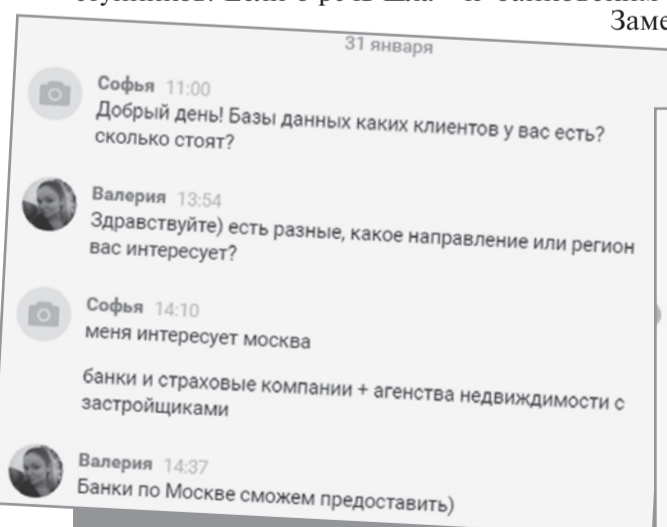 Заме
31 января
Софья 11:00
Добрый день! Базы данных каких клиентов у вас есть?
сколько стоят?
Валерия 13:54
Здравствуйте) есть разные, какое направление или регион
вас интересует?
Софья 14:10
меня интересует москва
банки и страховые компании + агенства недвиждимости с
застройщиками
Валерия 14:37
Банки по Москве сможем предоставить)